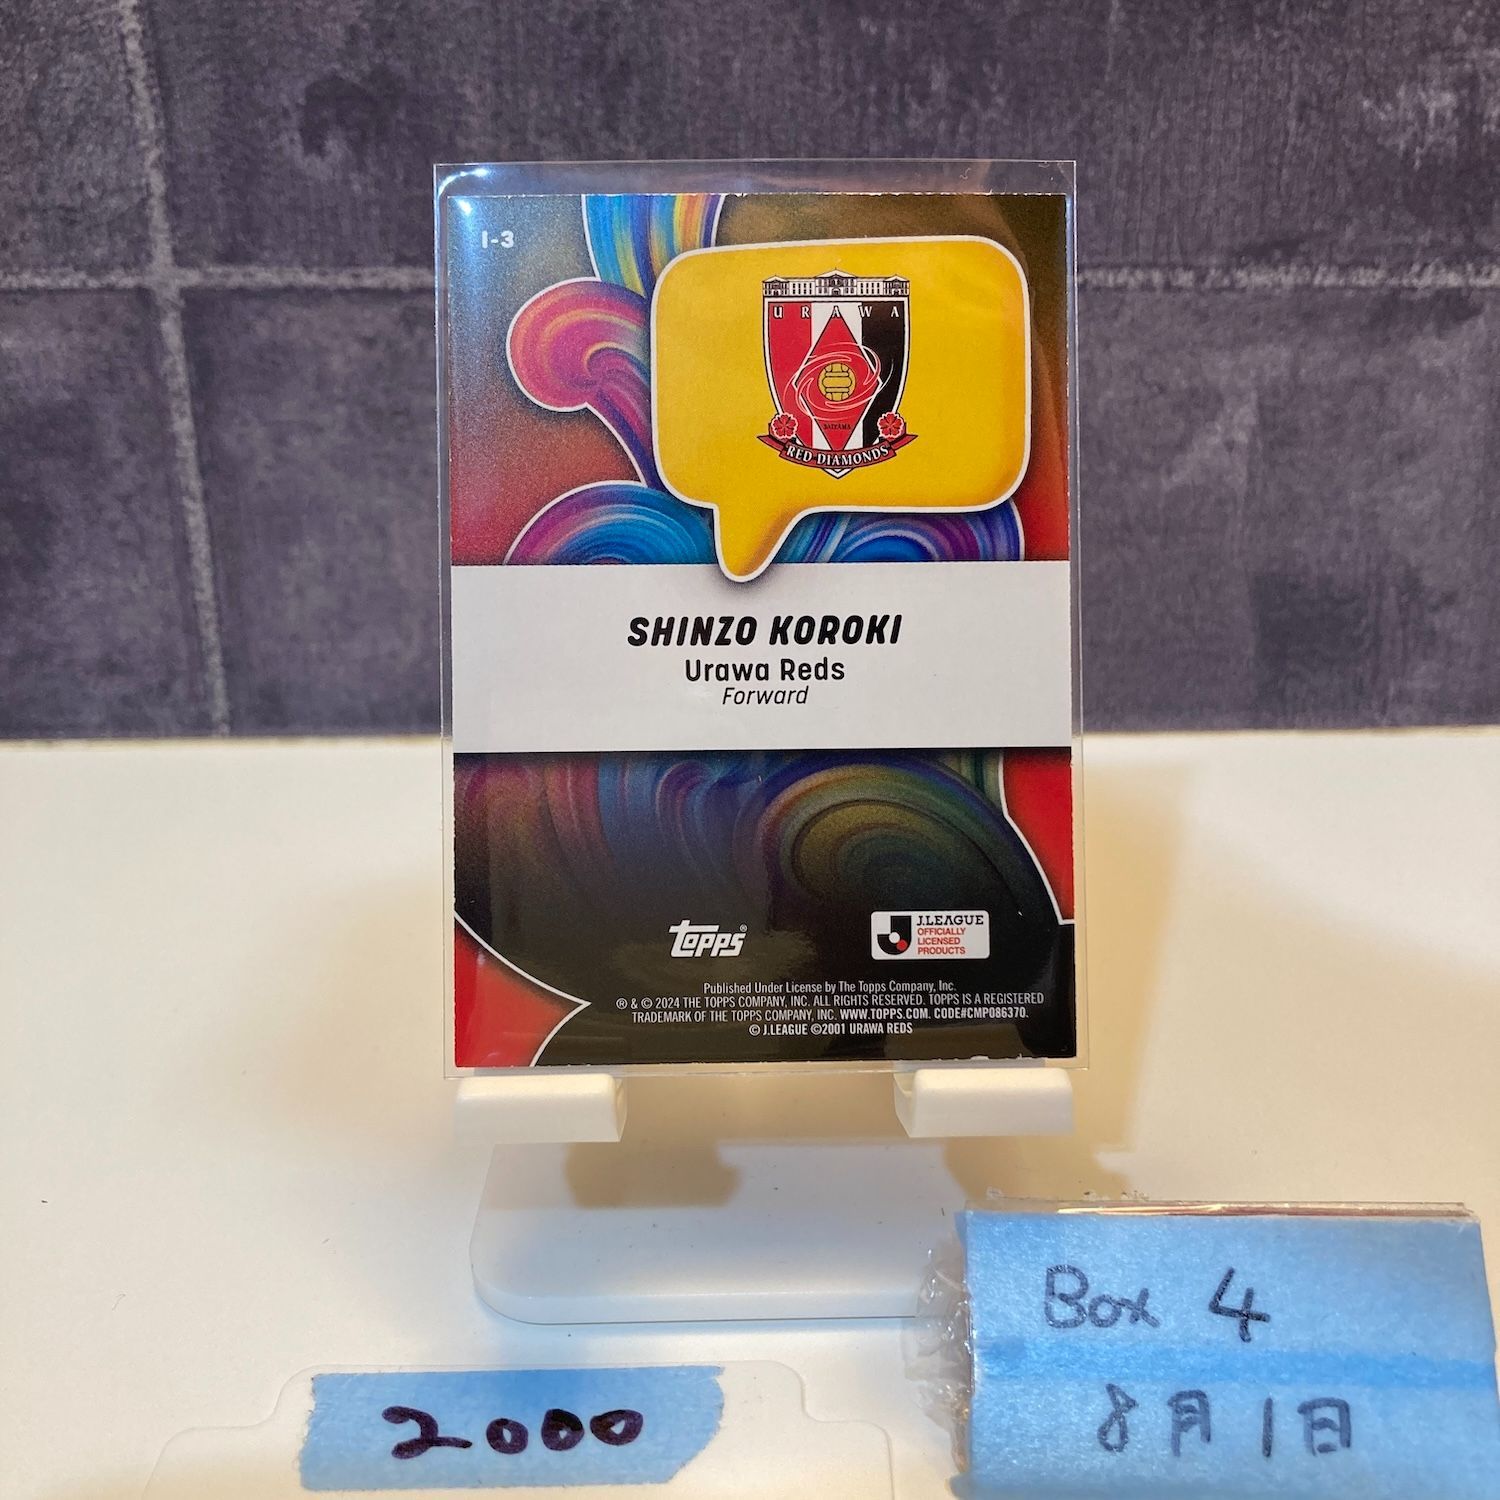 I-3
URAWA
SAITAMA
RED DIAMONDS
SHINZO KOROKI
Urawa Reds
Forward
topps®
J.LEAGUE
OFFICIALLY
LICENSED
PRODUCTS
Published Under License by The Topps Company, Inc.
® & © 2024 THE TOPPS COMPANY, INC. ALL RIGHTS RESERVED. TOPPS IS A REGISTERED
TRADEMARK OF THE TOPPS COMPANY, INC. WWW.TOPPS.COM. CODE#CMP086370.
© J.LEAGUE ©2001 URAWA REDS
Box 4
8月1日
2000